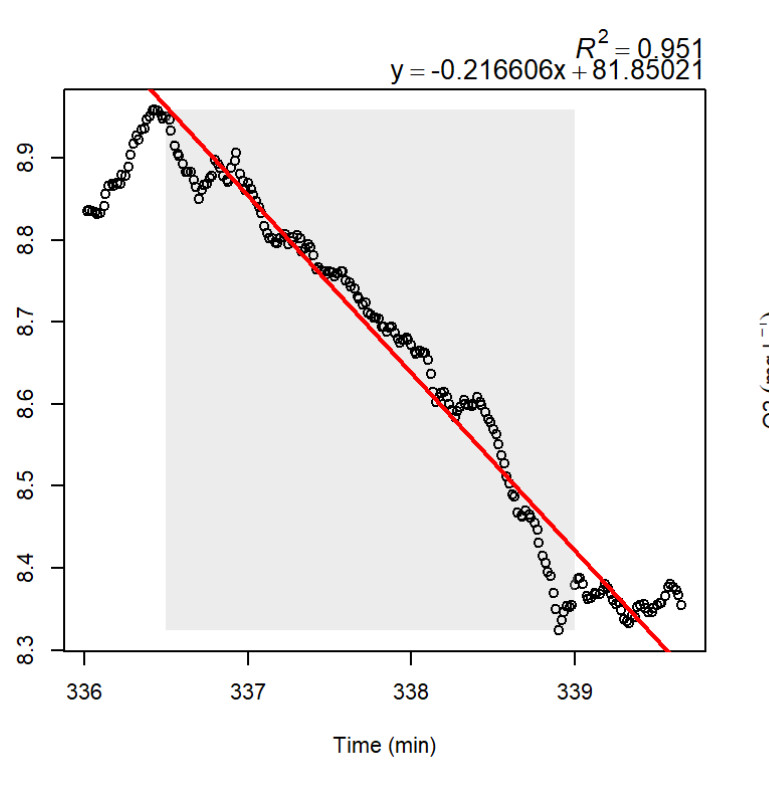 R² = 0.951
y = -0.216606x + 81.85021
8.9
8.8
8.7
8.6
8.5
8.4
8.3
336 337 338 339
Time (min)